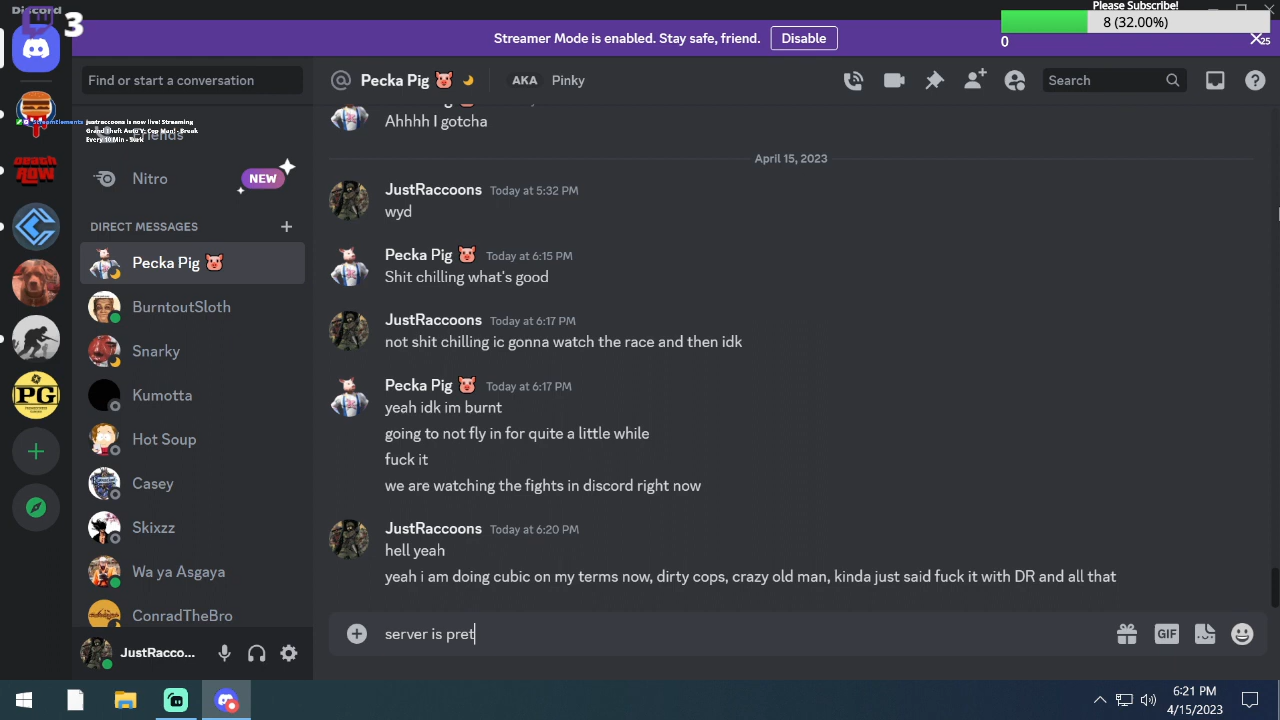 Discord
3
Please Subscribe!
8 (32.00%)
0
25
Streamer Mode is enabled. Stay safe, friend.
Disable
Find or start a conversation
Pecka Pig
AKA
Pinky
Search
StreamElements
justraccoons is now live! Streaming
Grand Theft Auto V: Cop Man! - Break
Friends
Nitro
NEW
DIRECT MESSAGES
Pecka Pig
BurntoutSloth
Snarky
Kumotta
Hot Soup
Casey
Skixzz
Wa ya Asgaya
ConradTheBro
JustRacco...
DEATH
ROW
PG
Ahhhh I gotcha
April 15, 2023
JustRaccoons Today at 5:32 PM
wyd
Pecka Pig Today at 6:15 PM
Shit chilling what's good
JustRaccoons Today at 6:17 PM
not shit chilling ic gonna watch the race and then idk
Pecka Pig Today at 6:17 PM
yeah idk im burnt
going to not fly in for quite a little while
fuck it
we are watching the fights in discord right now
JustRaccoons Today at 6:20 PM
hell yeah
yeah i am doing cubic on my terms now, dirty cops, crazy old man, kinda just said fuck it with DR and all that
server is pret
GIF
6:21 PM
4/15/2023